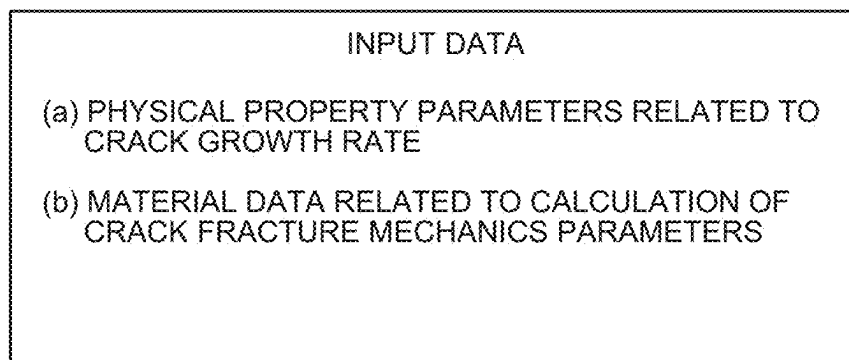 INPUT DATA
(a) PHYSICAL PROPERTY PARAMETERS RELATED TO
CRACK GROWTH RATE
(b) MATERIAL DATA RELATED TO CALCULATION OF
CRACK FRACTURE MECHANICS PARAMETERS